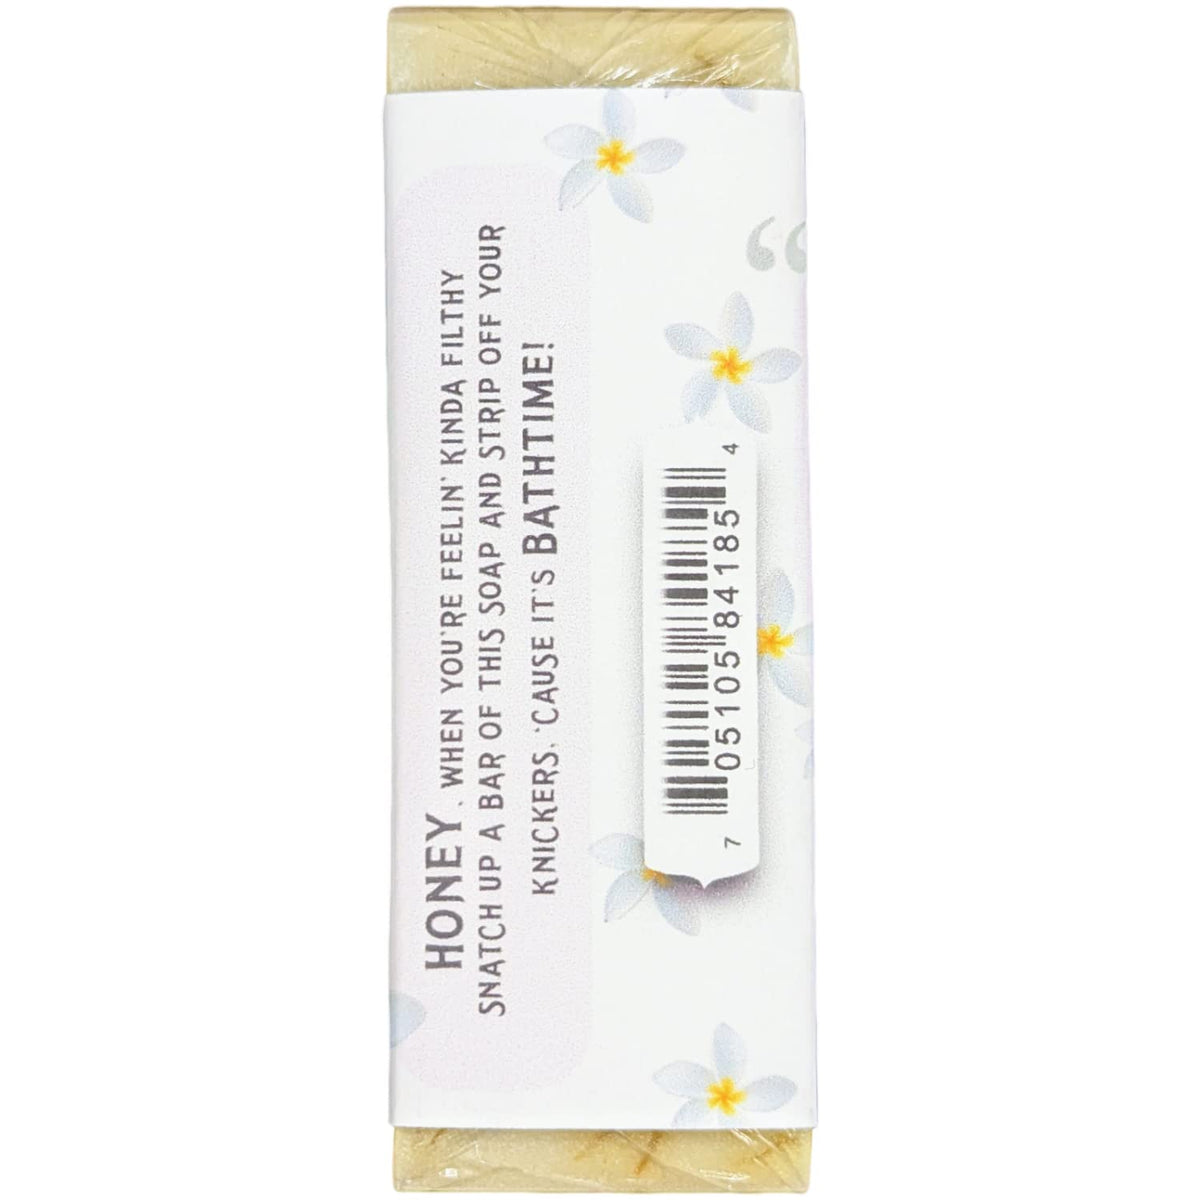 HONEY, WHEN YOU'RE FEELIN' KINDA FILTHY
SNATCH UP A BAR OF THIS SOAP AND STRIP OFF YOUR
KNICKERS, 'CAUSE IT'S BATHTIME!
“
7 05105 84185 4